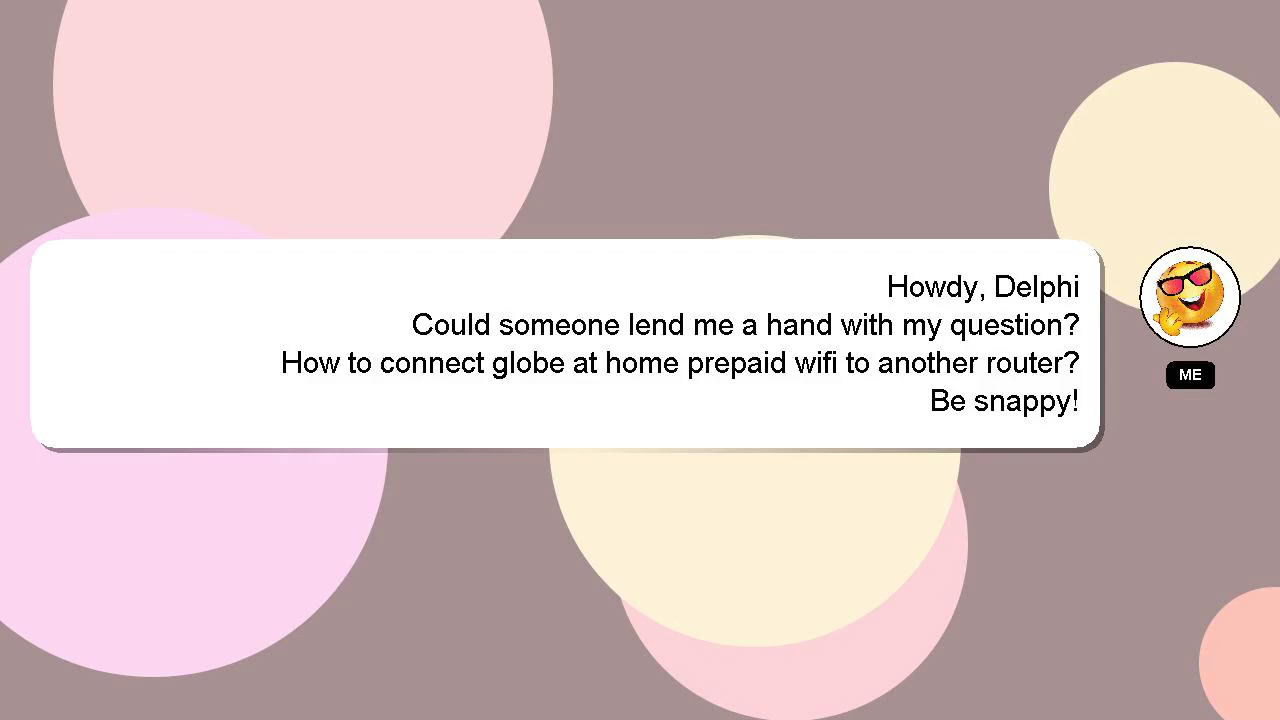 Howdy, Delphi
Could someone lend me a hand with my question?
How to connect globe at home prepaid wifi to another router?
Be snappy!
ME